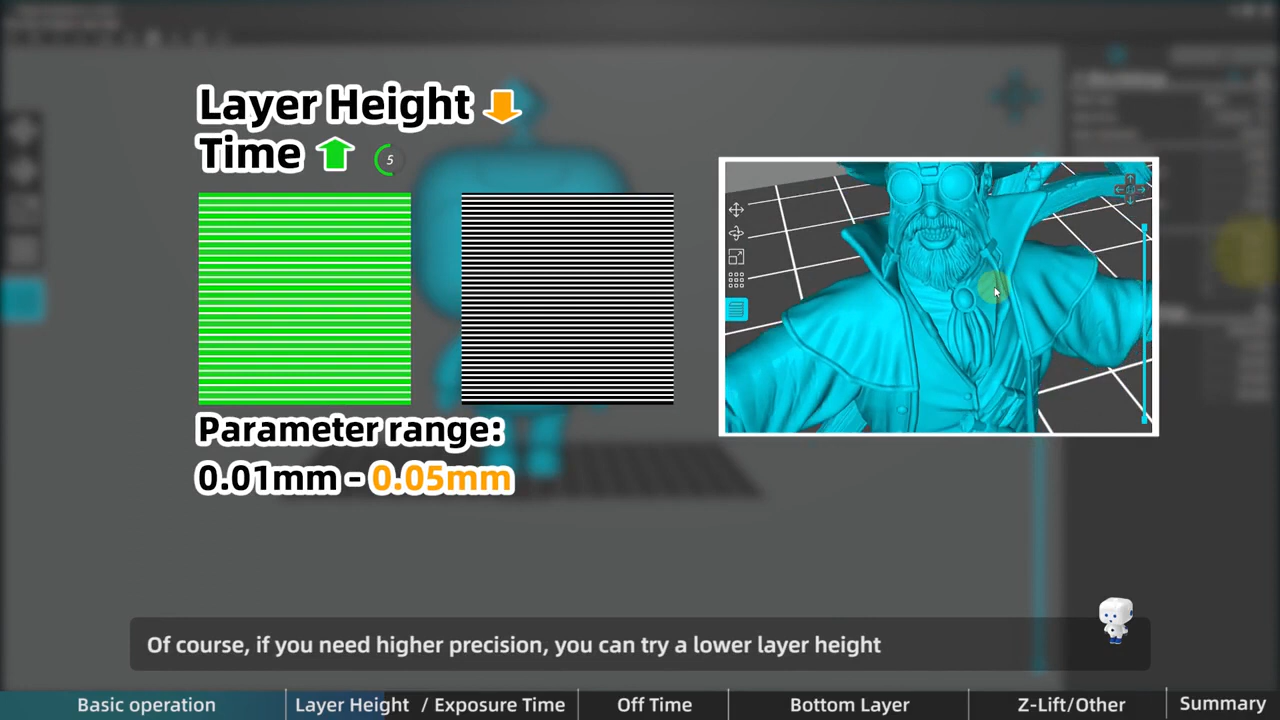 Layer Height
Time
5
Parameter range:
0.01mm - 0.05mm
Of course, if you need higher precision, you can try a lower layer height
Basic operation
Layer Height / Exposure Time
Off Time
Bottom Layer
Z-Lift/Other
Summary